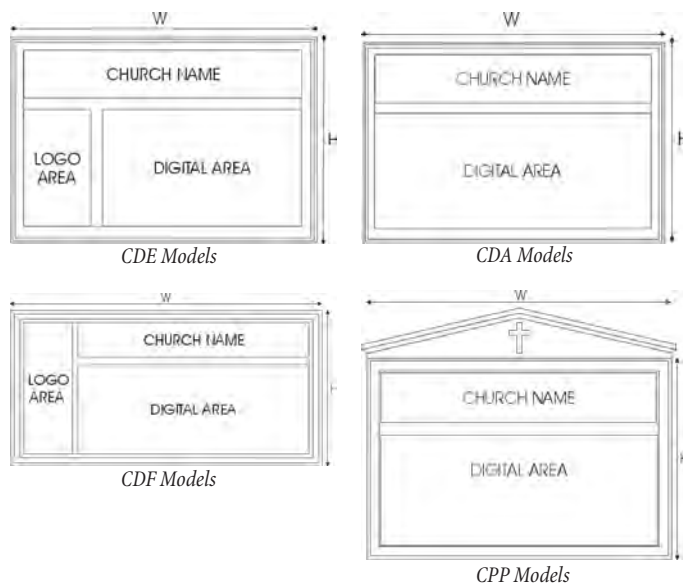 W
CHURCH NAME
H
LOGO
AREA
DIGITAL AREA
CDE Models
W
CHURCH NAME
H
DIGITAL AREA
CDA Models
W
CHURCH NAME
H
LOGO
AREA
DIGITAL AREA
CDF Models
W
CHURCH NAME
H
DIGITAL AREA
CPP Models